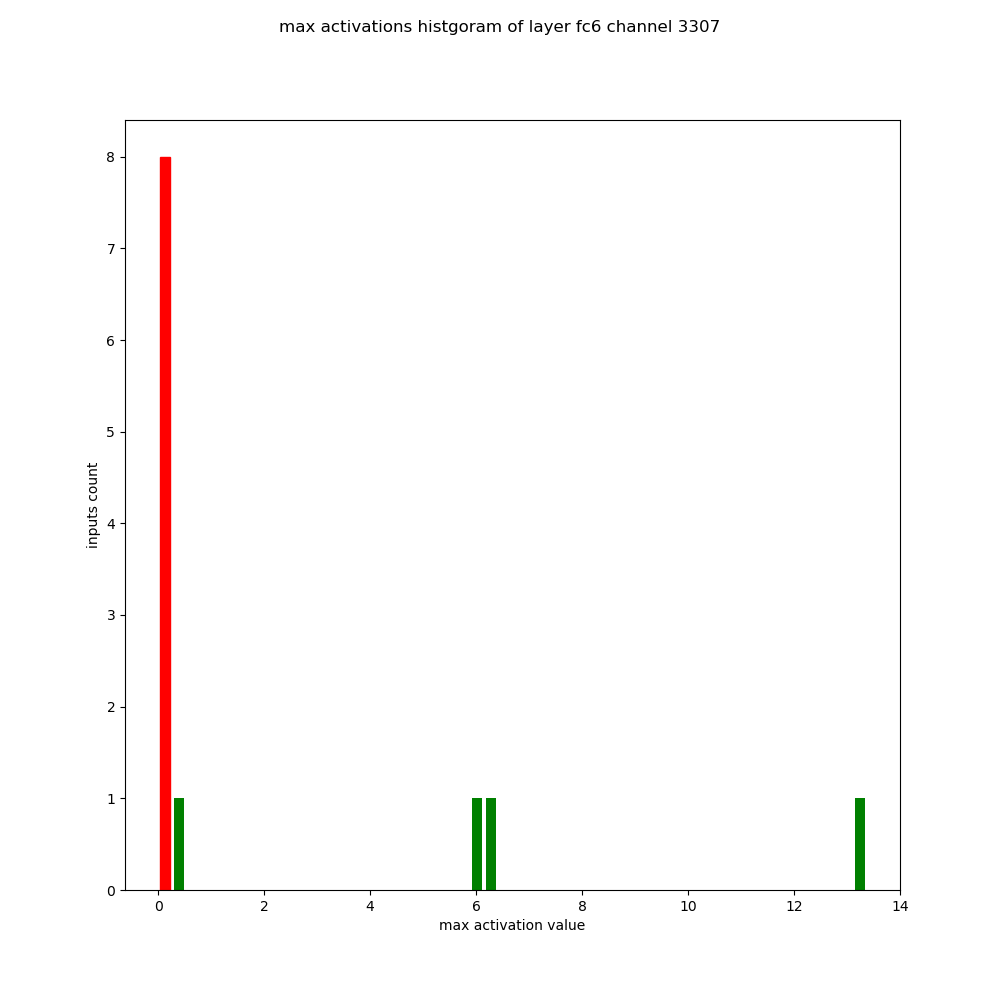 max activations histgoram of layer fc6 channel 3307
8
7
6
5
4
3
2
1
0
inputs count
0 2 4 6 8 10 12 14
max activation value